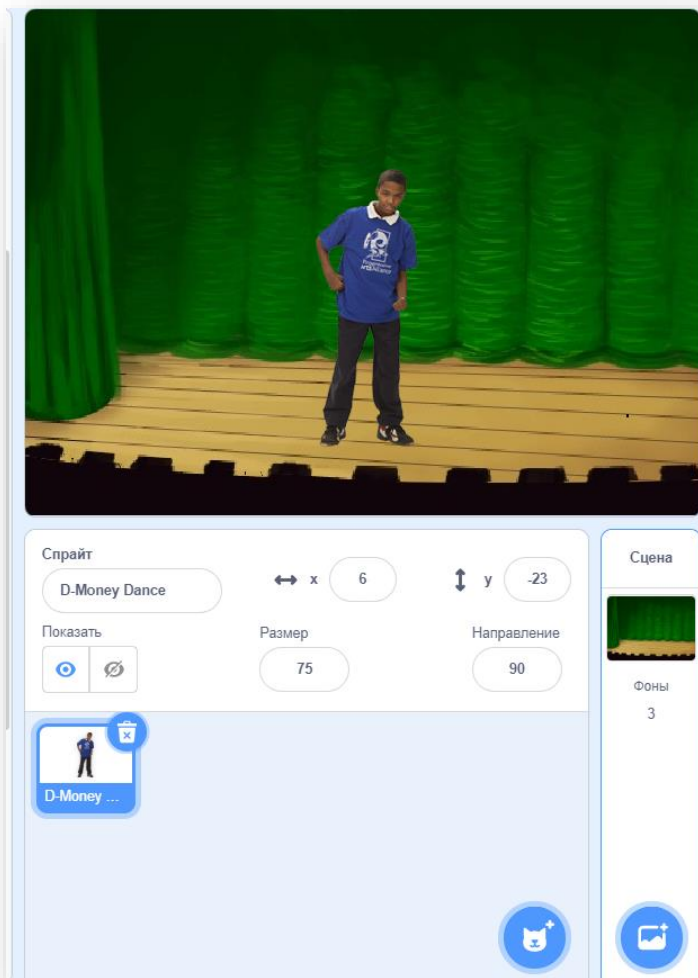 Спрайт
D-Money Dance
x
6
y
-23
Показать
Размер
75
Направление
90
D-Money ...
Сцена
Фоны
3